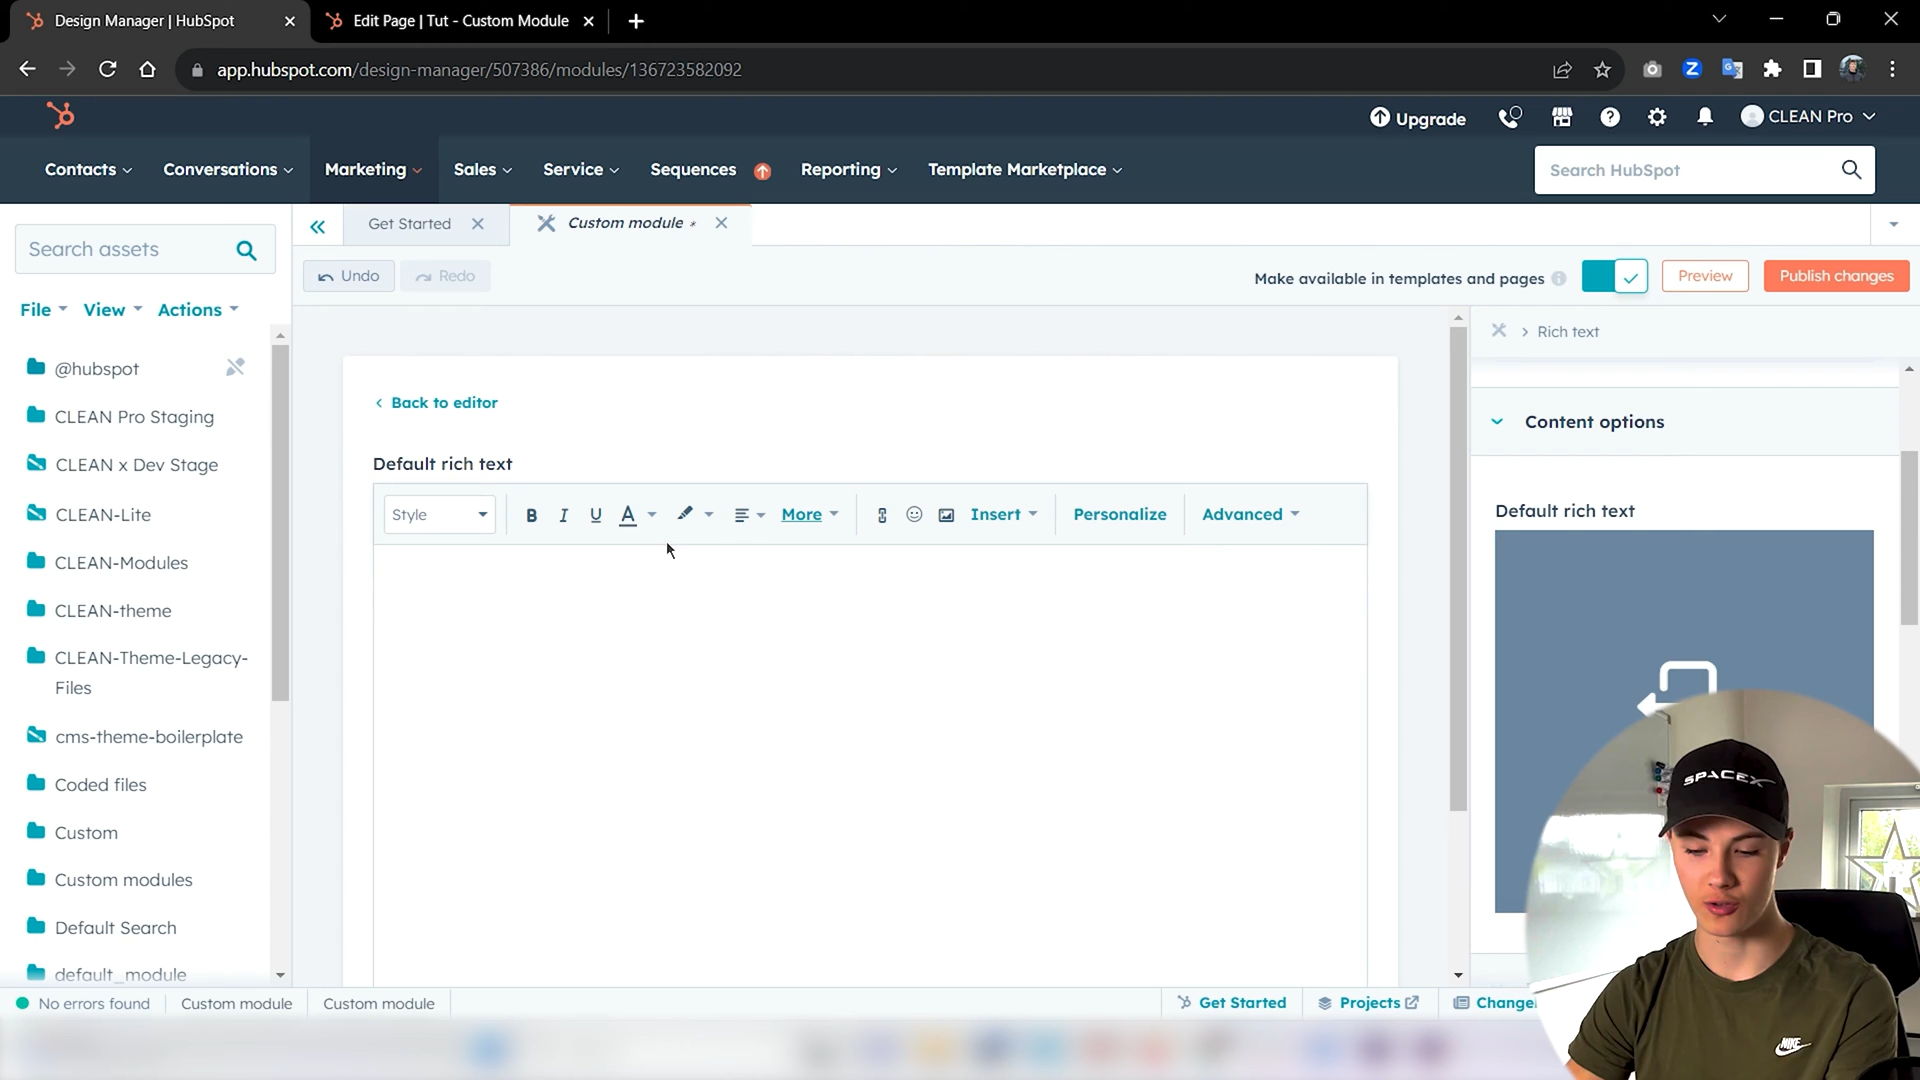 Design Manager | HubSpot
Edit Page | Tut - Custom Module
app.hubspot.com/design-manager/507386/modules/136723582092
Upgrade
CLEAN Pro
Contacts
Conversations
Marketing
Sales
Service
Sequences
Reporting
Template Marketplace
Search HubSpot
Search assets
Get Started
Custom module *
Undo
Redo
Make available in templates and pages
Preview
Publish changes
File
View
Actions
Rich text
@hubspot
CLEAN Pro Staging
CLEAN x Dev Stage
CLEAN-Lite
CLEAN-Modules
CLEAN-theme
CLEAN-Theme-Legacy-
Files
cms-theme-boilerplate
Coded files
Custom
Custom modules
Default Search
default_module
Back to editor
Default rich text
Style
B
I
U
A
More
Insert
Personalize
Advanced
Content options
Default rich text
SPACEX
NIKE
No errors found
Custom module
Custom module
Get Started
Projects